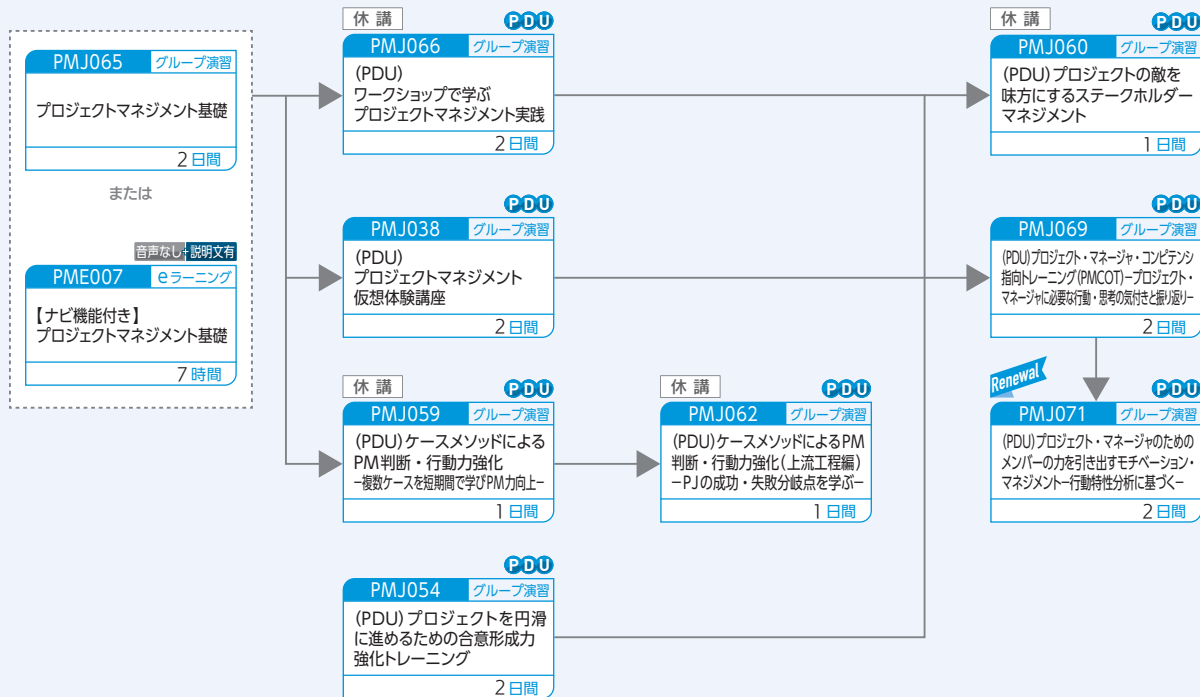 PMJ065 グループ演習
プロジェクトマネジメント基礎
2日間
または
音声なし+説明文有
PME007 eラーニング
【ナビ機能付き】
プロジェクトマネジメント基礎
7時間
休講 PDU
PMJ066 グループ演習
(PDU)
ワークショップで学ぶ
プロジェクトマネジメント実践
2日間
PDU
PMJ038 グループ演習
(PDU)
プロジェクトマネジメント
仮想体験講座
2日間
休講 PDU
PMJ059 グループ演習
(PDU)ケースメソッドによる
PM判断・行動力強化
−複数ケースを短期間で学びPM力向上−
1日間
休講 PDU
PMJ062 グループ演習
(PDU)ケースメソッドによるPM
判断・行動力強化(上流工程編)
−PJの成功・失敗分岐点を学ぶ−
1日間
PDU
PMJ054 グループ演習
(PDU)プロジェクトを円滑
に進めるための合意形成力
強化トレーニング
2日間
休講 PDU
PMJ060 グループ演習
(PDU)プロジェクトの敵を
味方にするステークホルダー
マネジメント
1日間
PDU
PMJ069 グループ演習
(PDU)プロジェクト・マネージャ・コンピテンシ
指向トレーニング(PMCOT)−プロジェクト・
マネージャに必要な行動・思考の気付きと振り返り−
2日間
Renewal PDU
PMJ071 グループ演習
(PDU)プロジェクト・マネージャのための
メンバーの力を引き出すモチベーション・
マネジメント−行動特性分析に基づく−
2日間